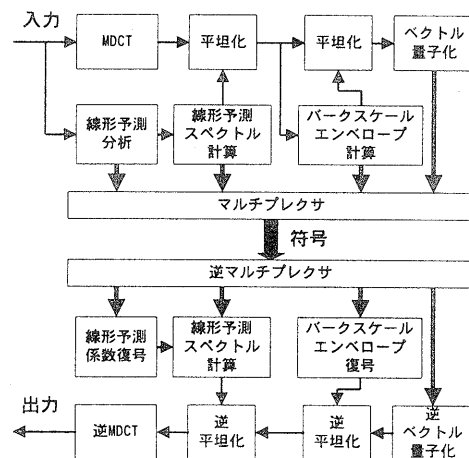 入力
MDCT
平坦化
平坦化
ベクトル
量子化
線形予測
分析
線形予測
スペクトル
計算
バークスケール
エンベロープ
計算
マルチプレクサ
符号
逆マルチプレクサ
線形予測
係数復号
線形予測
スペクトル
計算
バークスケール
エンベロープ
復号
出力
逆MDCT
逆
平坦化
逆
平坦化
逆
ベクトル
量子化